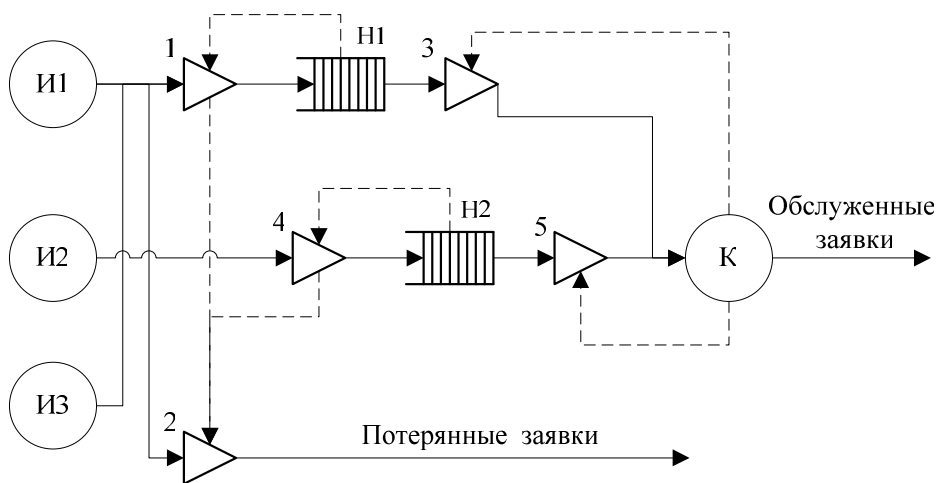 И1
1
Н1
3
И2
4
Н2
5
К
Обслуженные
заявки
И3
2
Потерянные заявки